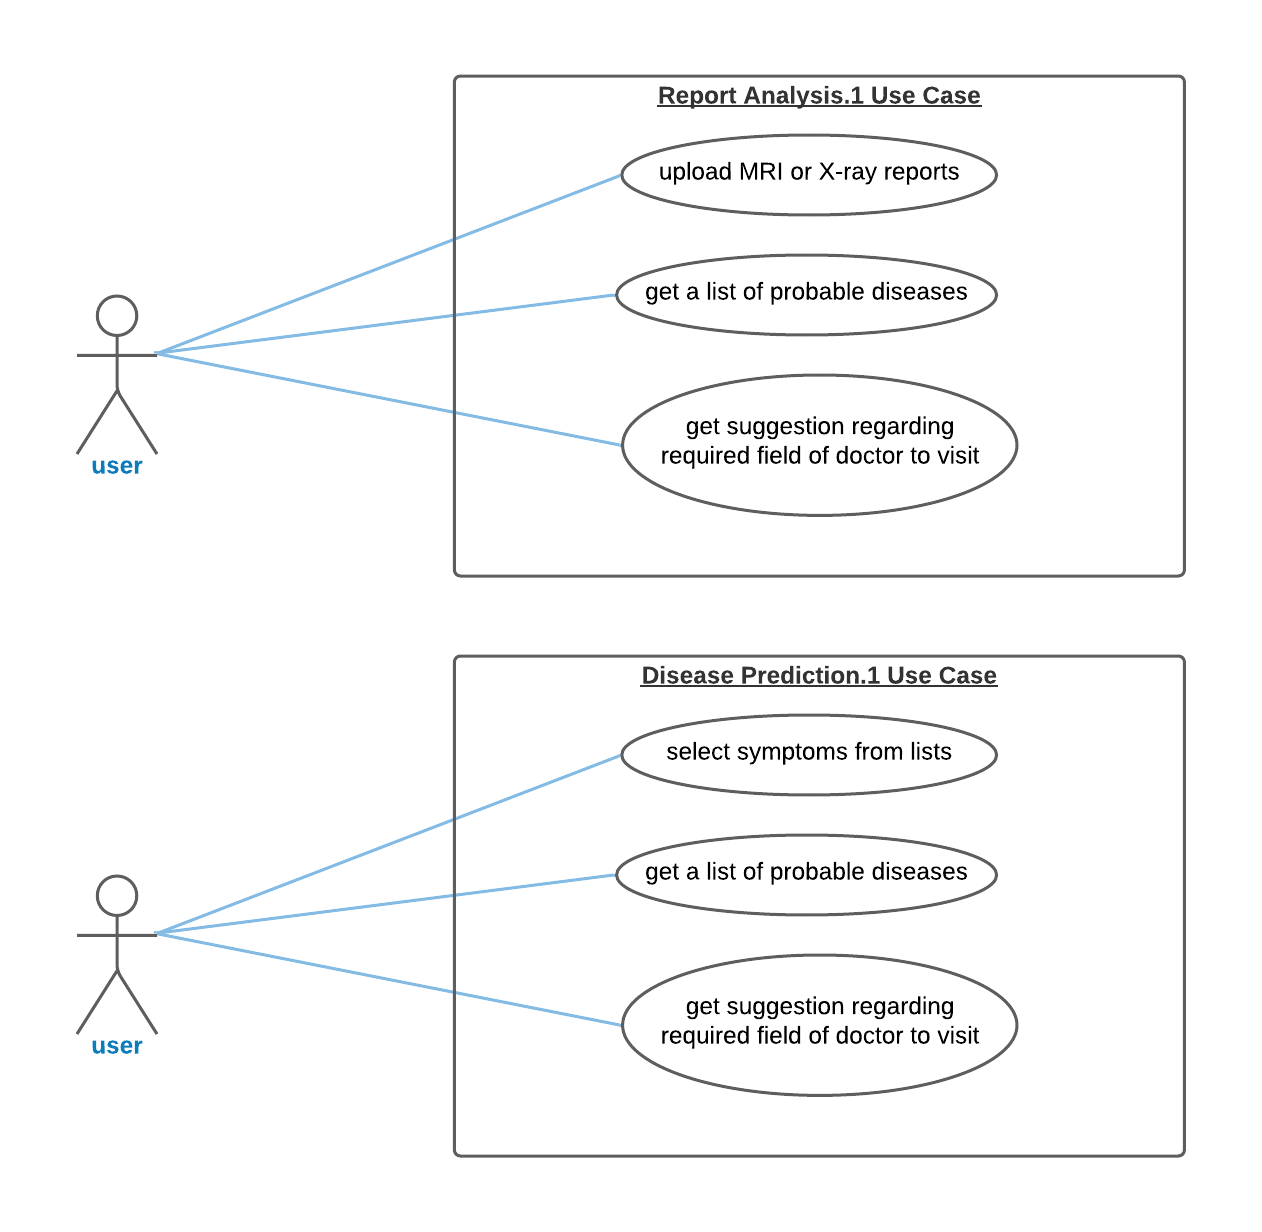 Report Analysis.1 Use Case
upload MRI or X-ray reports
get a list of probable diseases
get suggestion regarding
required field of doctor to visit
user
Disease Prediction.1 Use Case
select symptoms from lists
get a list of probable diseases
get suggestion regarding
required field of doctor to visit
user